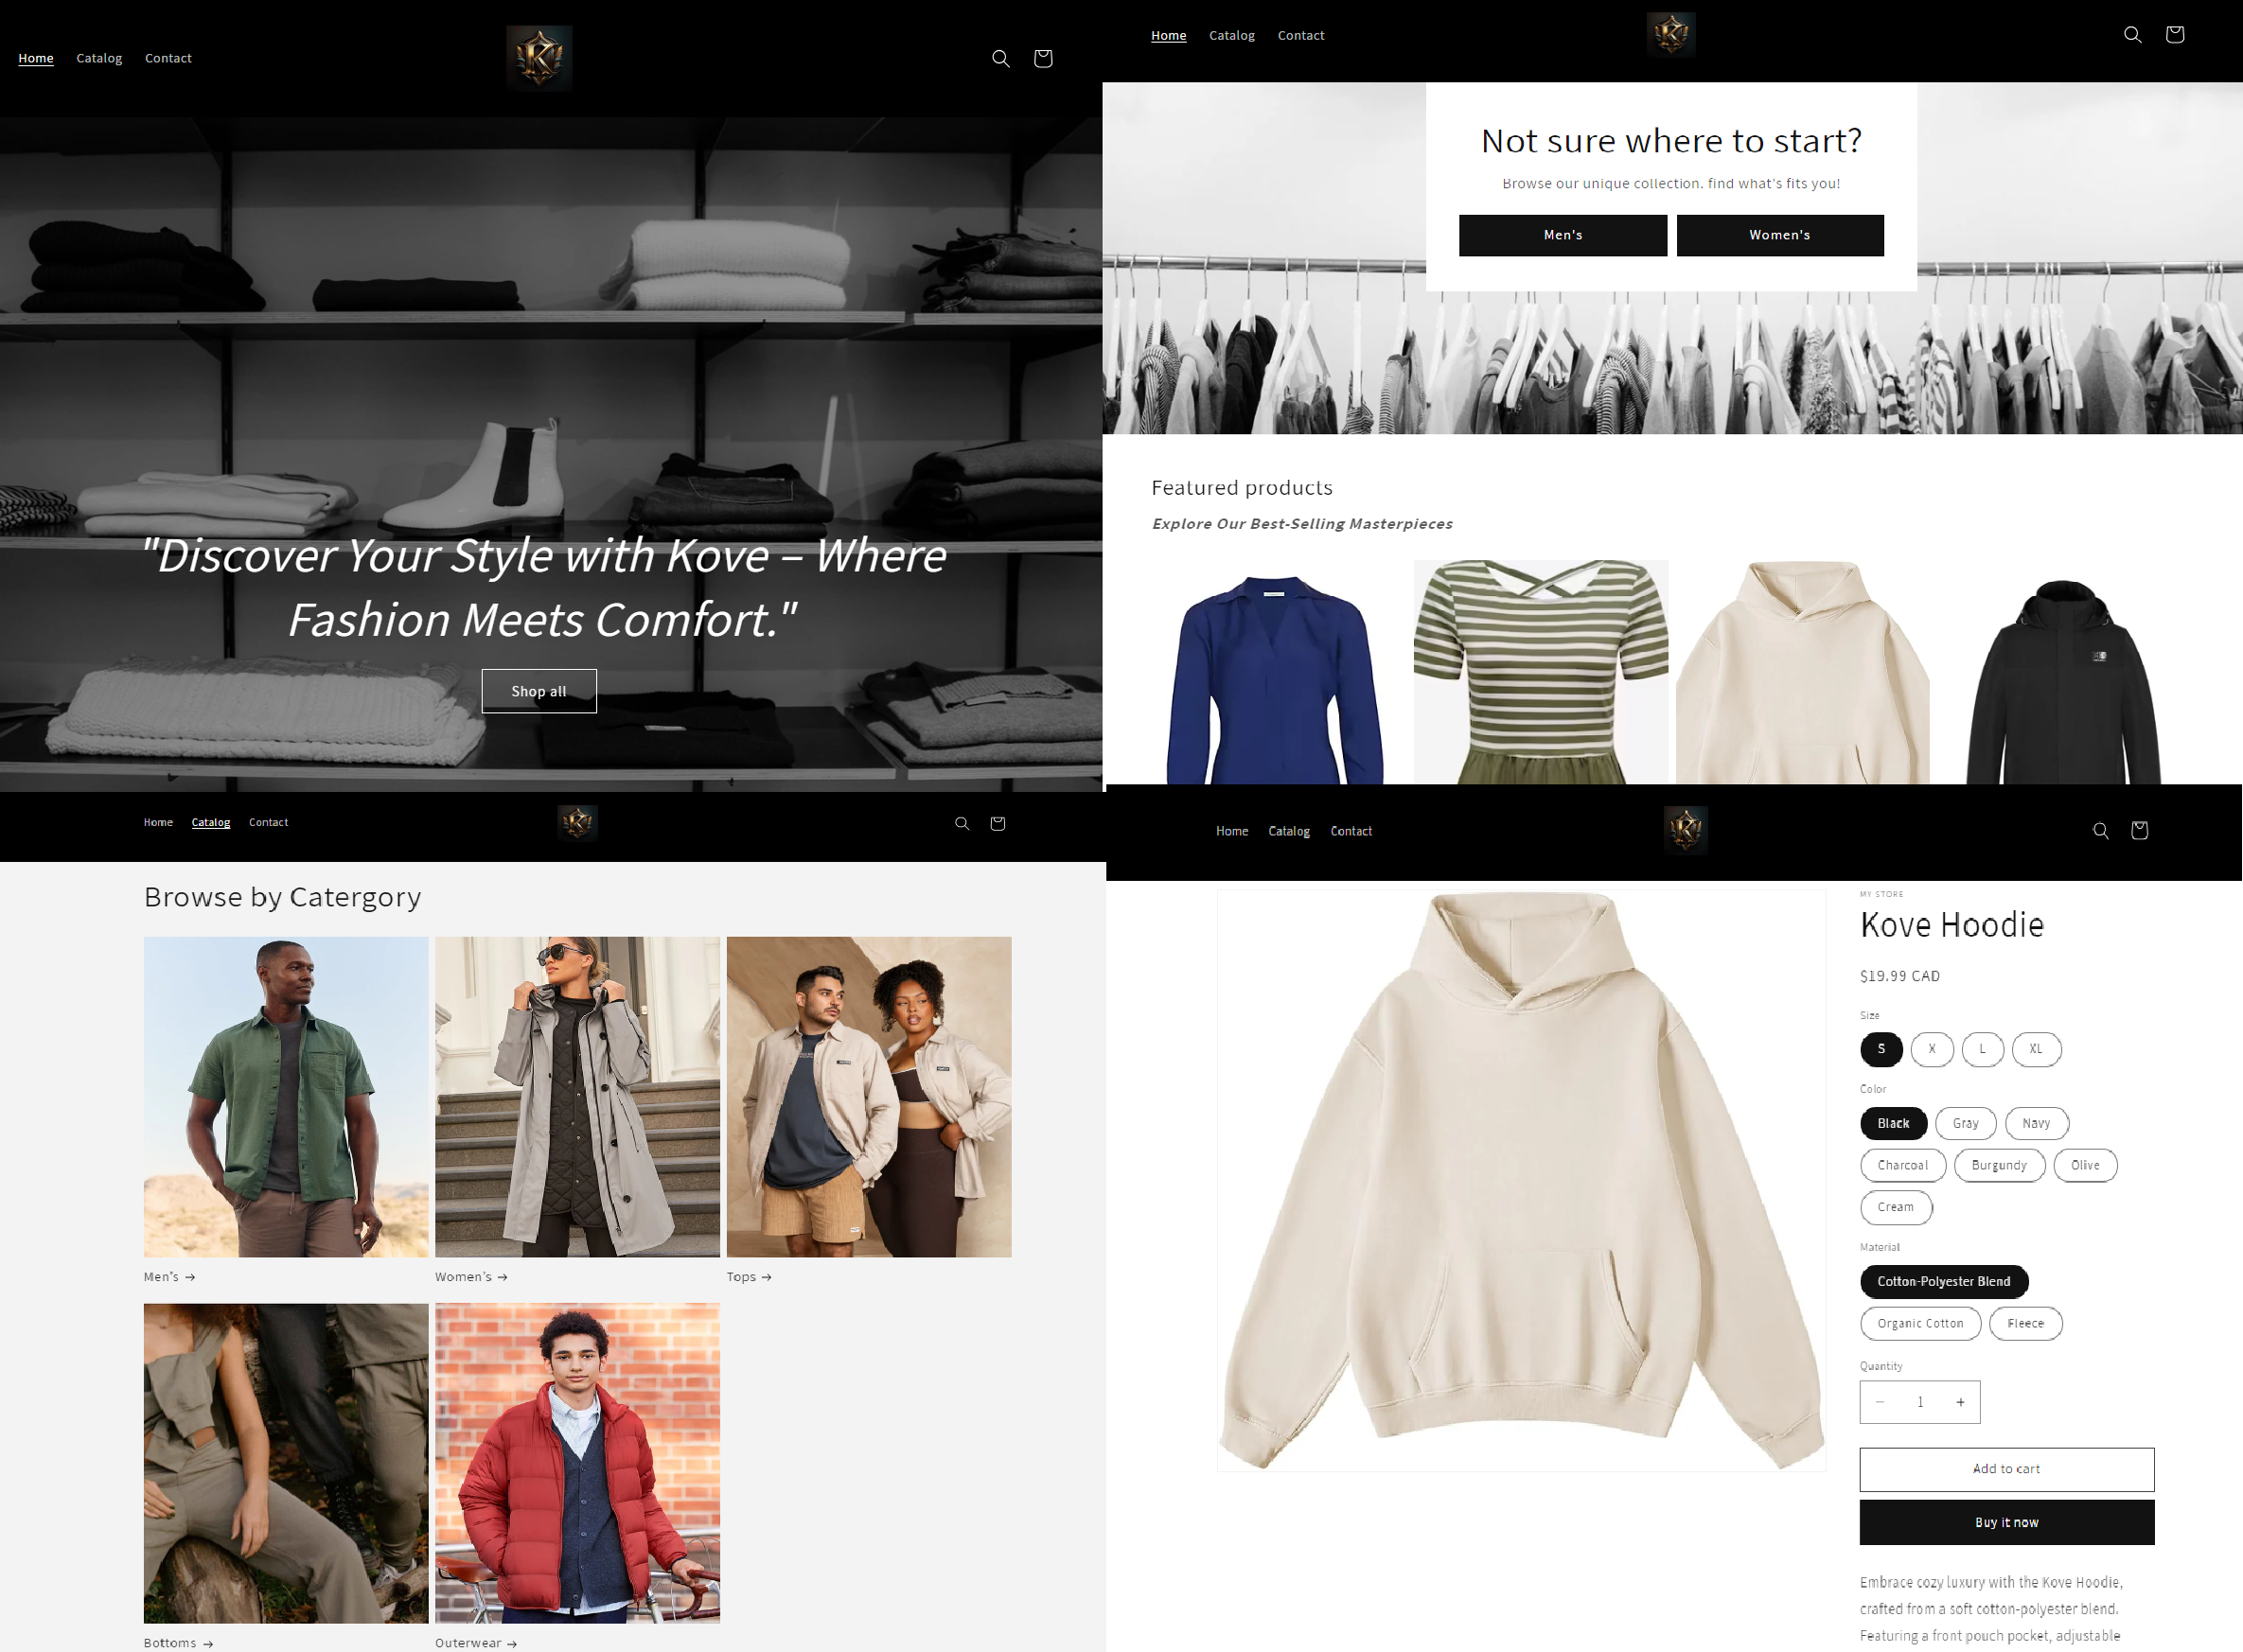 Home Catalog Contact
K
"Discover Your Style with Kove – Where
Fashion Meets Comfort."
Shop all
Home Catalog Contact
K
Not sure where to start?
Browse our unique collection. find what's fits you!
Men's Women's
Featured products
Explore Our Best-Selling Masterpieces
Home Catalog Contact
K
Browse by Catergory
Men's →
Women's →
Tops →
Bottoms →
Outerwear →
Home Catalog Contact
K
MY STORE
Kove Hoodie
$19.99 CAD
Size
S X L XL
Color
Black Gray Navy
Charcoal Burgundy Olive
Cream
Material
Cotton-Polyester Blend
Organic Cotton Fleece
Quantity
− 1 +
Add to cart
Buy it now
Embrace cozy luxury with the Kove Hoodie,
crafted from a soft cotton-polyester blend.
Featuring a front pouch pocket, adjustable